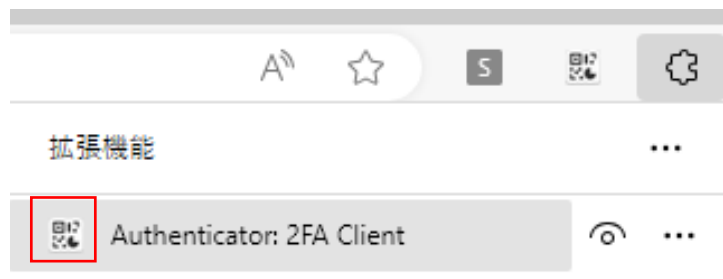 A
S
拡張機能
Authenticator: 2FA Client